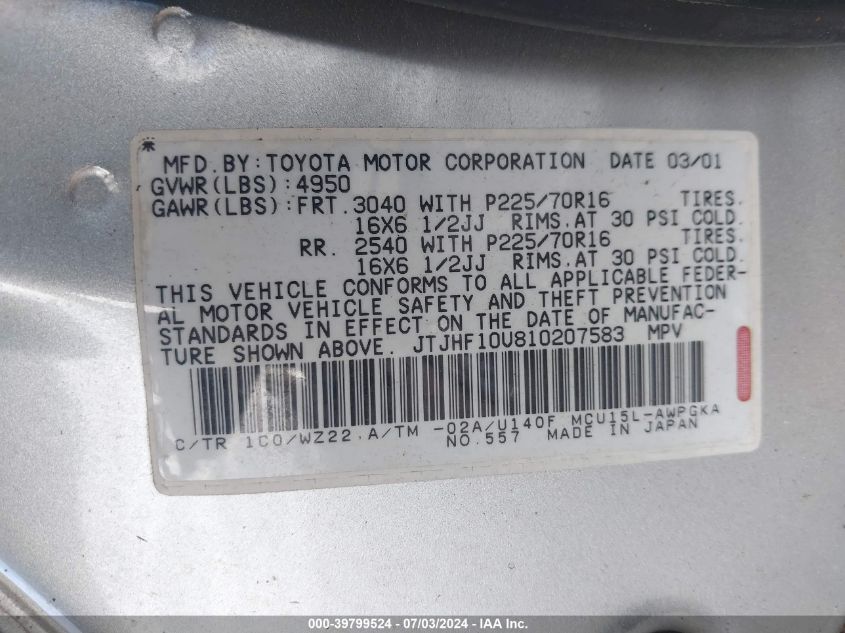 MFD.BY:TOYOTA MOTOR CORPORATION DATE 03/01
GVWR(LBS):4950
GAWR(LBS):FRT.3040 WITH P225/70R16 TIRES.
16X6 1/2JJ RIMS.AT 30 PSI COLD.
RR. 2540 WITH P225/70R16 TIRES.
16X6 1/2JJ RIMS.AT 30 PSI COLD.
THIS VEHICLE CONFORMS TO ALL APPLICABLE FEDER-
AL MOTOR VEHICLE SAFETY AND THEFT PREVENTION
STANDARDS IN EFFECT ON THE DATE OF MANUFAC-
TURE SHOWN ABOVE. JTJHF10U810207583 MPV
C/TR 1C0/WZ22.A/TM -02A/U140F MCU15L-AWPGKA
NO.557 MADE IN JAPAN
000-39799524 - 07/03/2024 - IAA Inc.